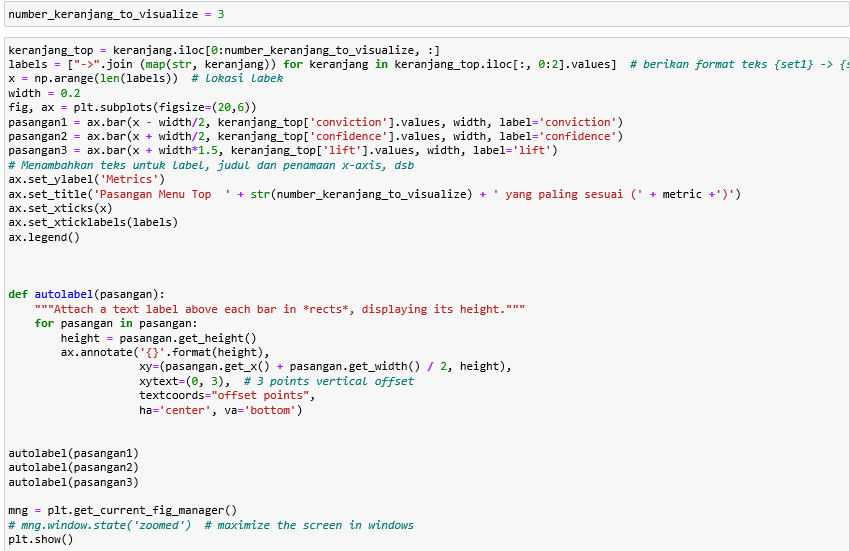 number_keranjang_to_visualize = 3
keranjang_top = keranjang.iloc[0:number_keranjang_to_visualize, :]
labels = ["->".join (map(str, keranjang)) for keranjang in keranjang_top.iloc[:, 0:2].values]  # berikan format teks {set1} -> {s
x = np.arange(len(labels))  # lokasi labek
width = 0.2
fig, ax = plt.subplots(figsize=(20,6))
pasangan1 = ax.bar(x - width/2, keranjang_top['conviction'].values, width, label='conviction')
pasangan2 = ax.bar(x + width/2, keranjang_top['confidence'].values, width, label='confidence')
pasangan3 = ax.bar(x + width*1.5, keranjang_top['lift'].values, width, label='lift')
# Menambahkan teks untuk label, judul dan penamaan x-axis, dsb
ax.set_ylabel('Metrics')
ax.set_title('Pasangan Menu Top  ' + str(number_keranjang_to_visualize) + ' yang paling sesuai (' + metric +')')
ax.set_xticks(x)
ax.set_xticklabels(labels)
ax.legend()
def autolabel(pasangan):
    """Attach a text label above each bar in *rects*, displaying its height."""
    for pasangan in pasangan:
        height = pasangan.get_height()
        ax.annotate('{}'.format(height),
                    xy=(pasangan.get_x() + pasangan.get_width() / 2, height),
                    xytext=(0, 3),  # 3 points vertical offset
                    textcoords="offset points",
                    ha='center', va='bottom')
autolabel(pasangan1)
autolabel(pasangan2)
autolabel(pasangan3)
mng = plt.get_current_fig_manager()
# mng.window.state('zoomed')  # maximize the screen in windows
plt.show()